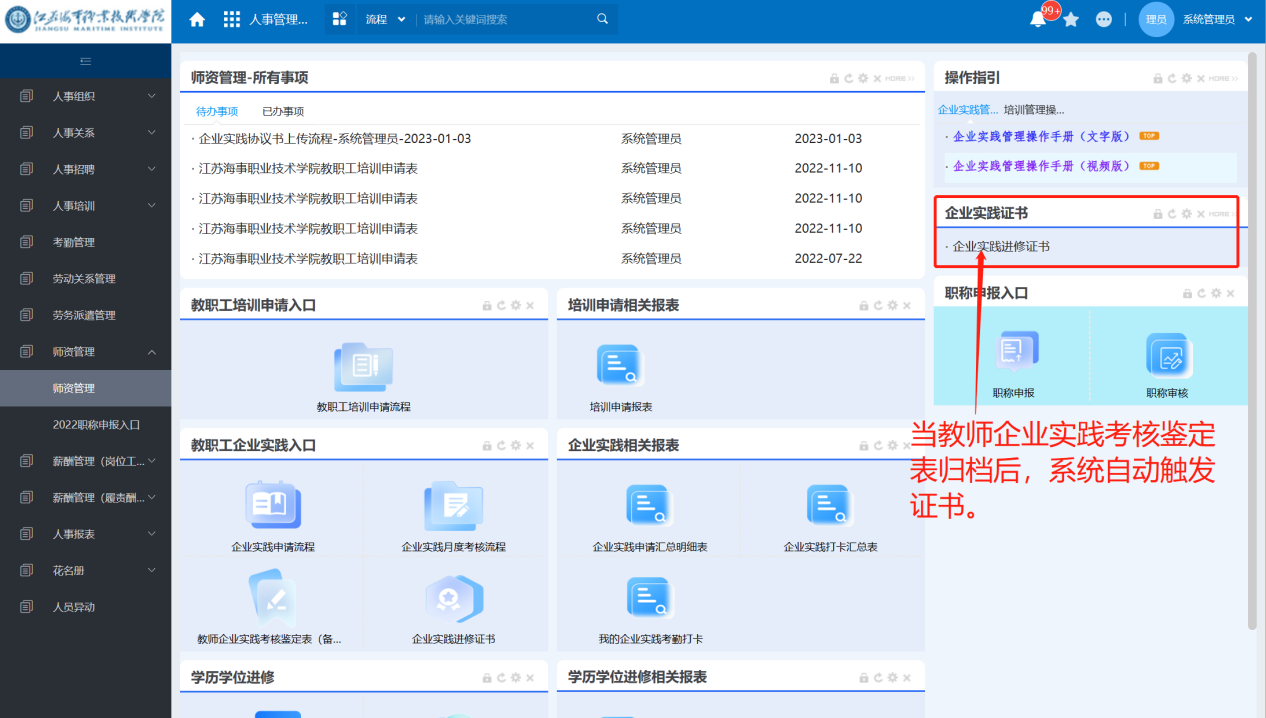 江苏海事职业技术学院
JIANGSU MARITIME INSTITUTE
人事管理...
流程
请输入关键词搜索
99+
理员
系统管理员
人事组织
人事关系
人事招聘
人事培训
考勤管理
劳动关系管理
劳务派遣管理
师资管理
师资管理
2022职称申报入口
薪酬管理（岗位工...
薪酬管理（履责酬...
人事报表
花名册
人员异动
师资管理-所有事项
HOME
待办事项 已办事项
· 企业实践协议书上传流程-系统管理员-2023-01-03 系统管理员 2023-01-03
· 江苏海事职业技术学院教职工培训申请表 系统管理员 2022-11-10
· 江苏海事职业技术学院教职工培训申请表 系统管理员 2022-11-10
· 江苏海事职业技术学院教职工培训申请表 系统管理员 2022-11-10
· 江苏海事职业技术学院教职工培训申请表 系统管理员 2022-07-22
教职工培训申请入口
教职工培训申请流程
培训申请相关报表
培训申请报表
教职工企业实践入口
企业实践申请流程 企业实践月度考核流程
教师企业实践考核鉴定表（备... 企业实践进修证书
企业实践相关报表
企业实践申请汇总明细表 企业实践打卡汇总表
我的企业实践考勤打卡
学历学位进修
学历学位进修相关报表
操作指引
HOME
企业实践管... 培训管理操...
· 企业实践管理操作手册（文字版） TOP
· 企业实践管理操作手册（视频版） TOP
企业实践证书
HOME
· 企业实践进修证书
职称申报入口
职称申报 职称审核
当教师企业实践考核鉴定
表归档后，系统自动触发
证书。